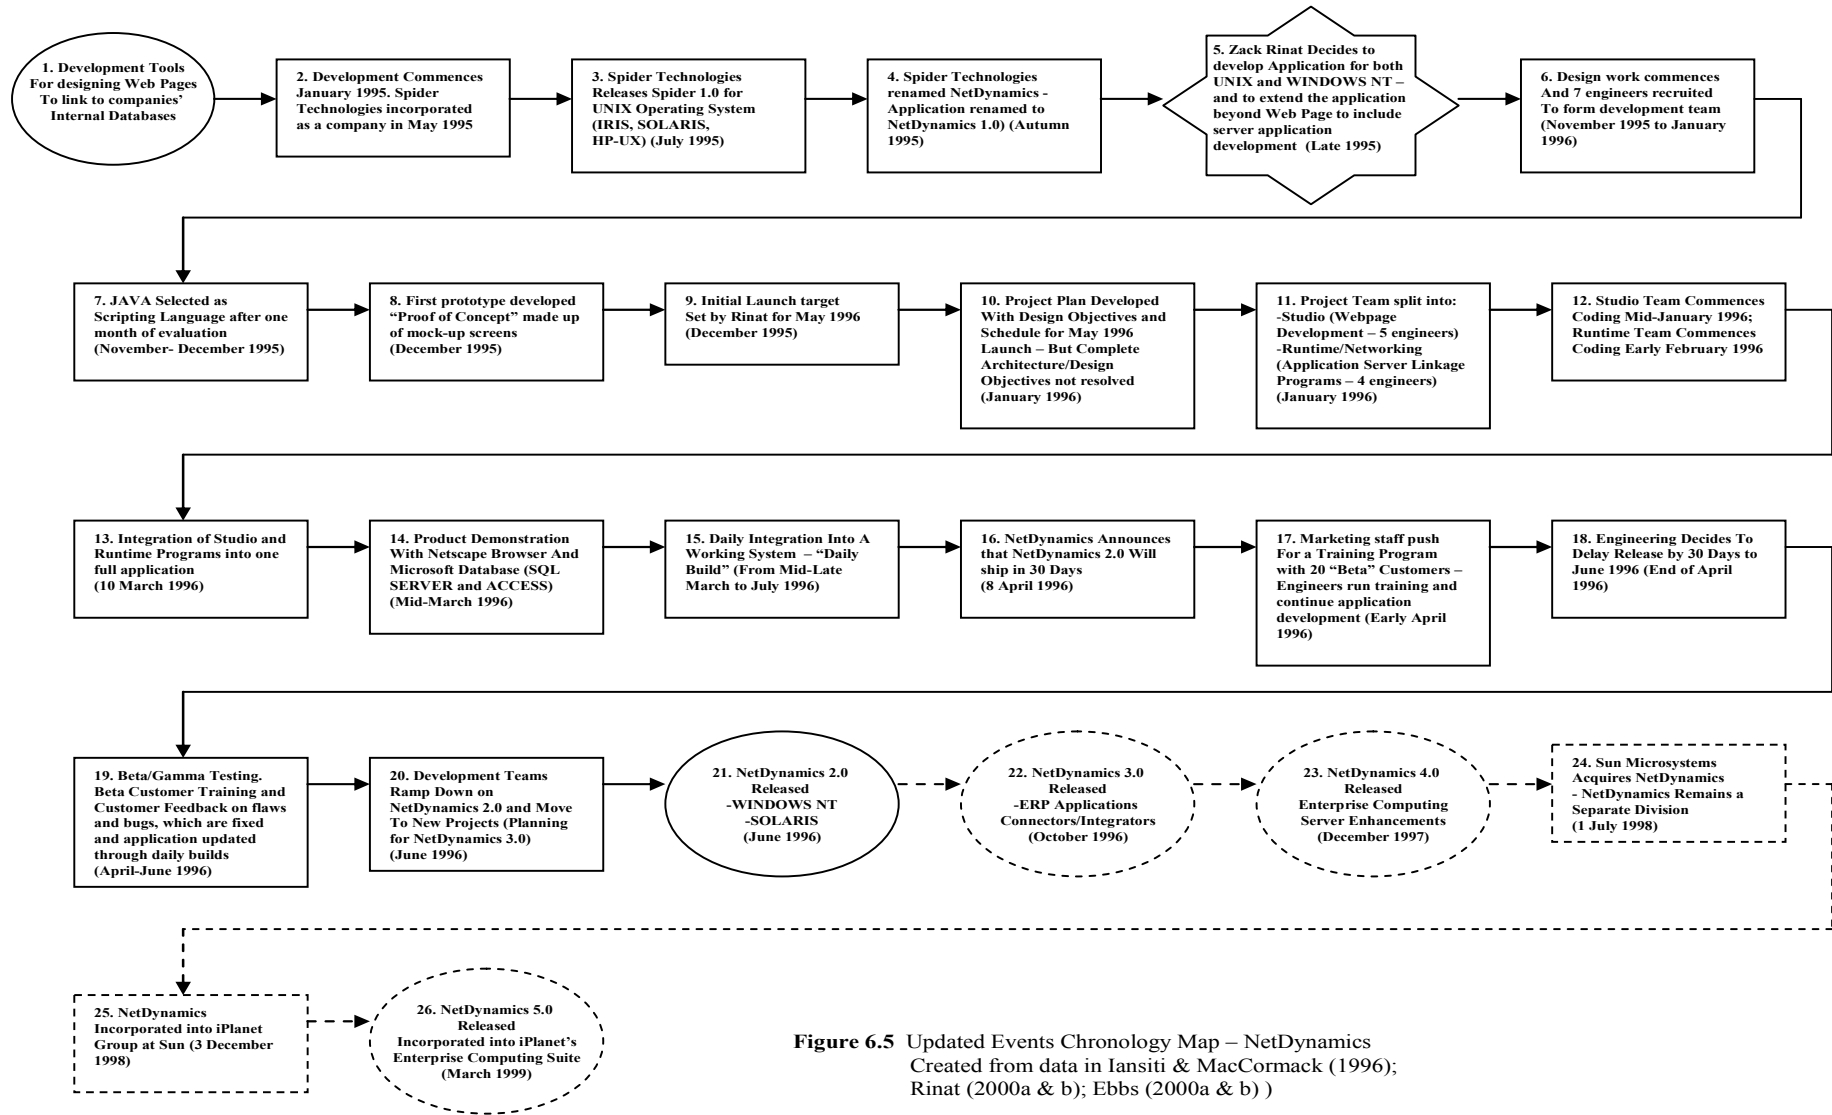 1. Development Tools
For designing Web Pages
To link to companies'
Internal Databases
2. Development Commences
January 1995. Spider
Technologies incorporated
as a company in May 1995
3. Spider Technologies
Releases Spider 1.0 for
UNIX Operating System
(IRIS, SOLARIS,
HP-UX) (July 1995)
4. Spider Technologies
renamed NetDynamics -
Application renamed to
NetDynamics 1.0) (Autumn
1995)
5. Zack Rinat Decides to
develop Application for both
UNIX and WINDOWS NT –
and to extend the application
beyond Web Page to include
server application
development (Late 1995)
6. Design work commences
And 7 engineers recruited
To form development team
(November 1995 to January
1996)
7. JAVA Selected as
Scripting Language after one
month of evaluation
(November- December 1995)
8. First prototype developed
“Proof of Concept” made up
of mock-up screens
(December 1995)
9. Initial Launch target
Set by Rinat for May 1996
(December 1995)
10. Project Plan Developed
With Design Objectives and
Schedule for May 1996
Launch – But Complete
Architecture/Design
Objectives not resolved
(January 1996)
11. Project Team split into:
-Studio (Webpage
Development – 5 engineers)
-Runtime/Networking
(Application Server Linkage
Programs – 4 engineers)
(January 1996)
12. Studio Team Commences
Coding Mid-January 1996;
Runtime Team Commences
Coding Early February 1996
13. Integration of Studio and
Runtime Programs into one
full application
(10 March 1996)
14. Product Demonstration
With Netscape Browser And
Microsoft Database (SQL
SERVER and ACCESS)
(Mid-March 1996)
15. Daily Integration Into A
Working System – “Daily
Build” (From Mid-Late
March to July 1996)
16. NetDynamics Announces
that NetDynamics 2.0 Will
ship in 30 Days
(8 April 1996)
17. Marketing staff push
For a Training Program
with 20 “Beta” Customers –
Engineers run training and
continue application
development (Early April
1996)
18. Engineering Decides To
Delay Release by 30 Days to
June 1996 (End of April
1996)
19. Beta/Gamma Testing.
Beta Customer Training and
Customer Feedback on flaws
and bugs, which are fixed
and application updated
through daily builds
(April-June 1996)
20. Development Teams
Ramp Down on
NetDynamics 2.0 and Move
To New Projects (Planning
for NetDynamics 3.0)
(June 1996)
21. NetDynamics 2.0
Released
-WINDOWS NT
-SOLARIS
(June 1996)
22. NetDynamics 3.0
Released
-ERP Applications
Connectors/Integrators
(October 1996)
23. NetDynamics 4.0
Released
Enterprise Computing
Server Enhancements
(December 1997)
24. Sun Microsystems
Acquires NetDynamics
- NetDynamics Remains a
Separate Division
(1 July 1998)
25. NetDynamics
Incorporated into iPlanet
Group at Sun (3 December
1998)
26. NetDynamics 5.0
Released
Incorporated into iPlanet's
Enterprise Computing Suite
(March 1999)
Figure 6.5 Updated Events Chronology Map – NetDynamics
Created from data in Iansiti & MacCormack (1996);
Rinat (2000a & b); Ebbs (2000a & b) )